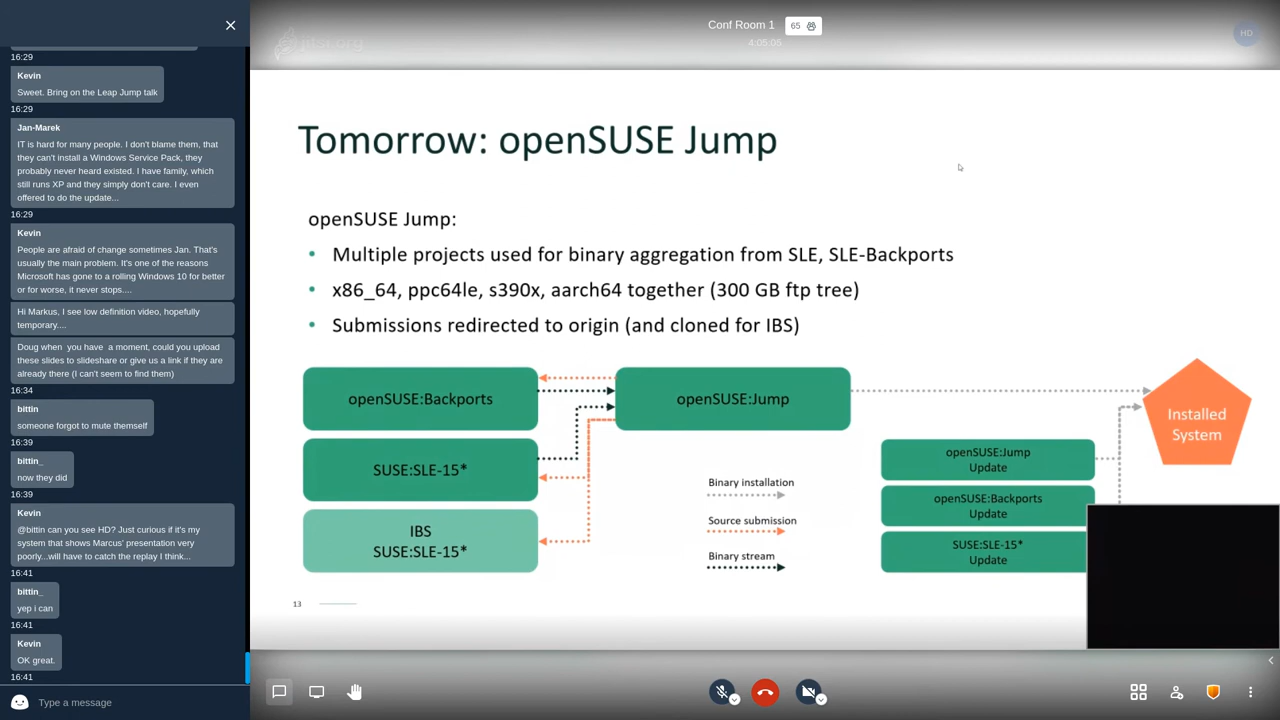 16:29
Kevin
Sweet. Bring on the Leap Jump talk
16:29
Jan-Marek
IT is hard for many people. I don't blame them, that
they can't install a Windows Service Pack, they
probably never heard existed. I have family, which
still runs XP and they simply don't care. I even
offered to do the update...
16:29
Kevin
People are afraid of change sometimes Jan. That's
usually the main problem. It's one of the reasons
Microsoft has gone to a rolling Windows 10 for better
or for worse, it never stops....
Hi Markus, I see low definition video, hopefully
temporary....
Doug when  you have  a moment, could you upload
these slides to slideshare or give us a link if they are
already there (I can't seem to find them)
16:34
bittin
someone forgot to mute themself
16:39
bittin_
now they did
16:39
Kevin
@bittin can you see HD? Just curious if it's my
system that shows Marcus' presentation very
poorly...will have to catch the replay I think...
16:41
bittin_
yep i can
16:41
Kevin
OK great.
16:41
Type a message
jitsi.org
Conf Room 1
65
4:05:05
HD
Tomorrow: openSUSE Jump
openSUSE Jump:
• Multiple projects used for binary aggregation from SLE, SLE-Backports
• x86_64, ppc64le, s390x, aarch64 together (300 GB ftp tree)
• Submissions redirected to origin (and cloned for IBS)
openSUSE:Backports
openSUSE:Jump
Installed
System
SUSE:SLE-15*
IBS
SUSE:SLE-15*
Binary installation
Source submission
Binary stream
openSUSE:Jump
Update
openSUSE:Backports
Update
SUSE:SLE-15*
Update
13